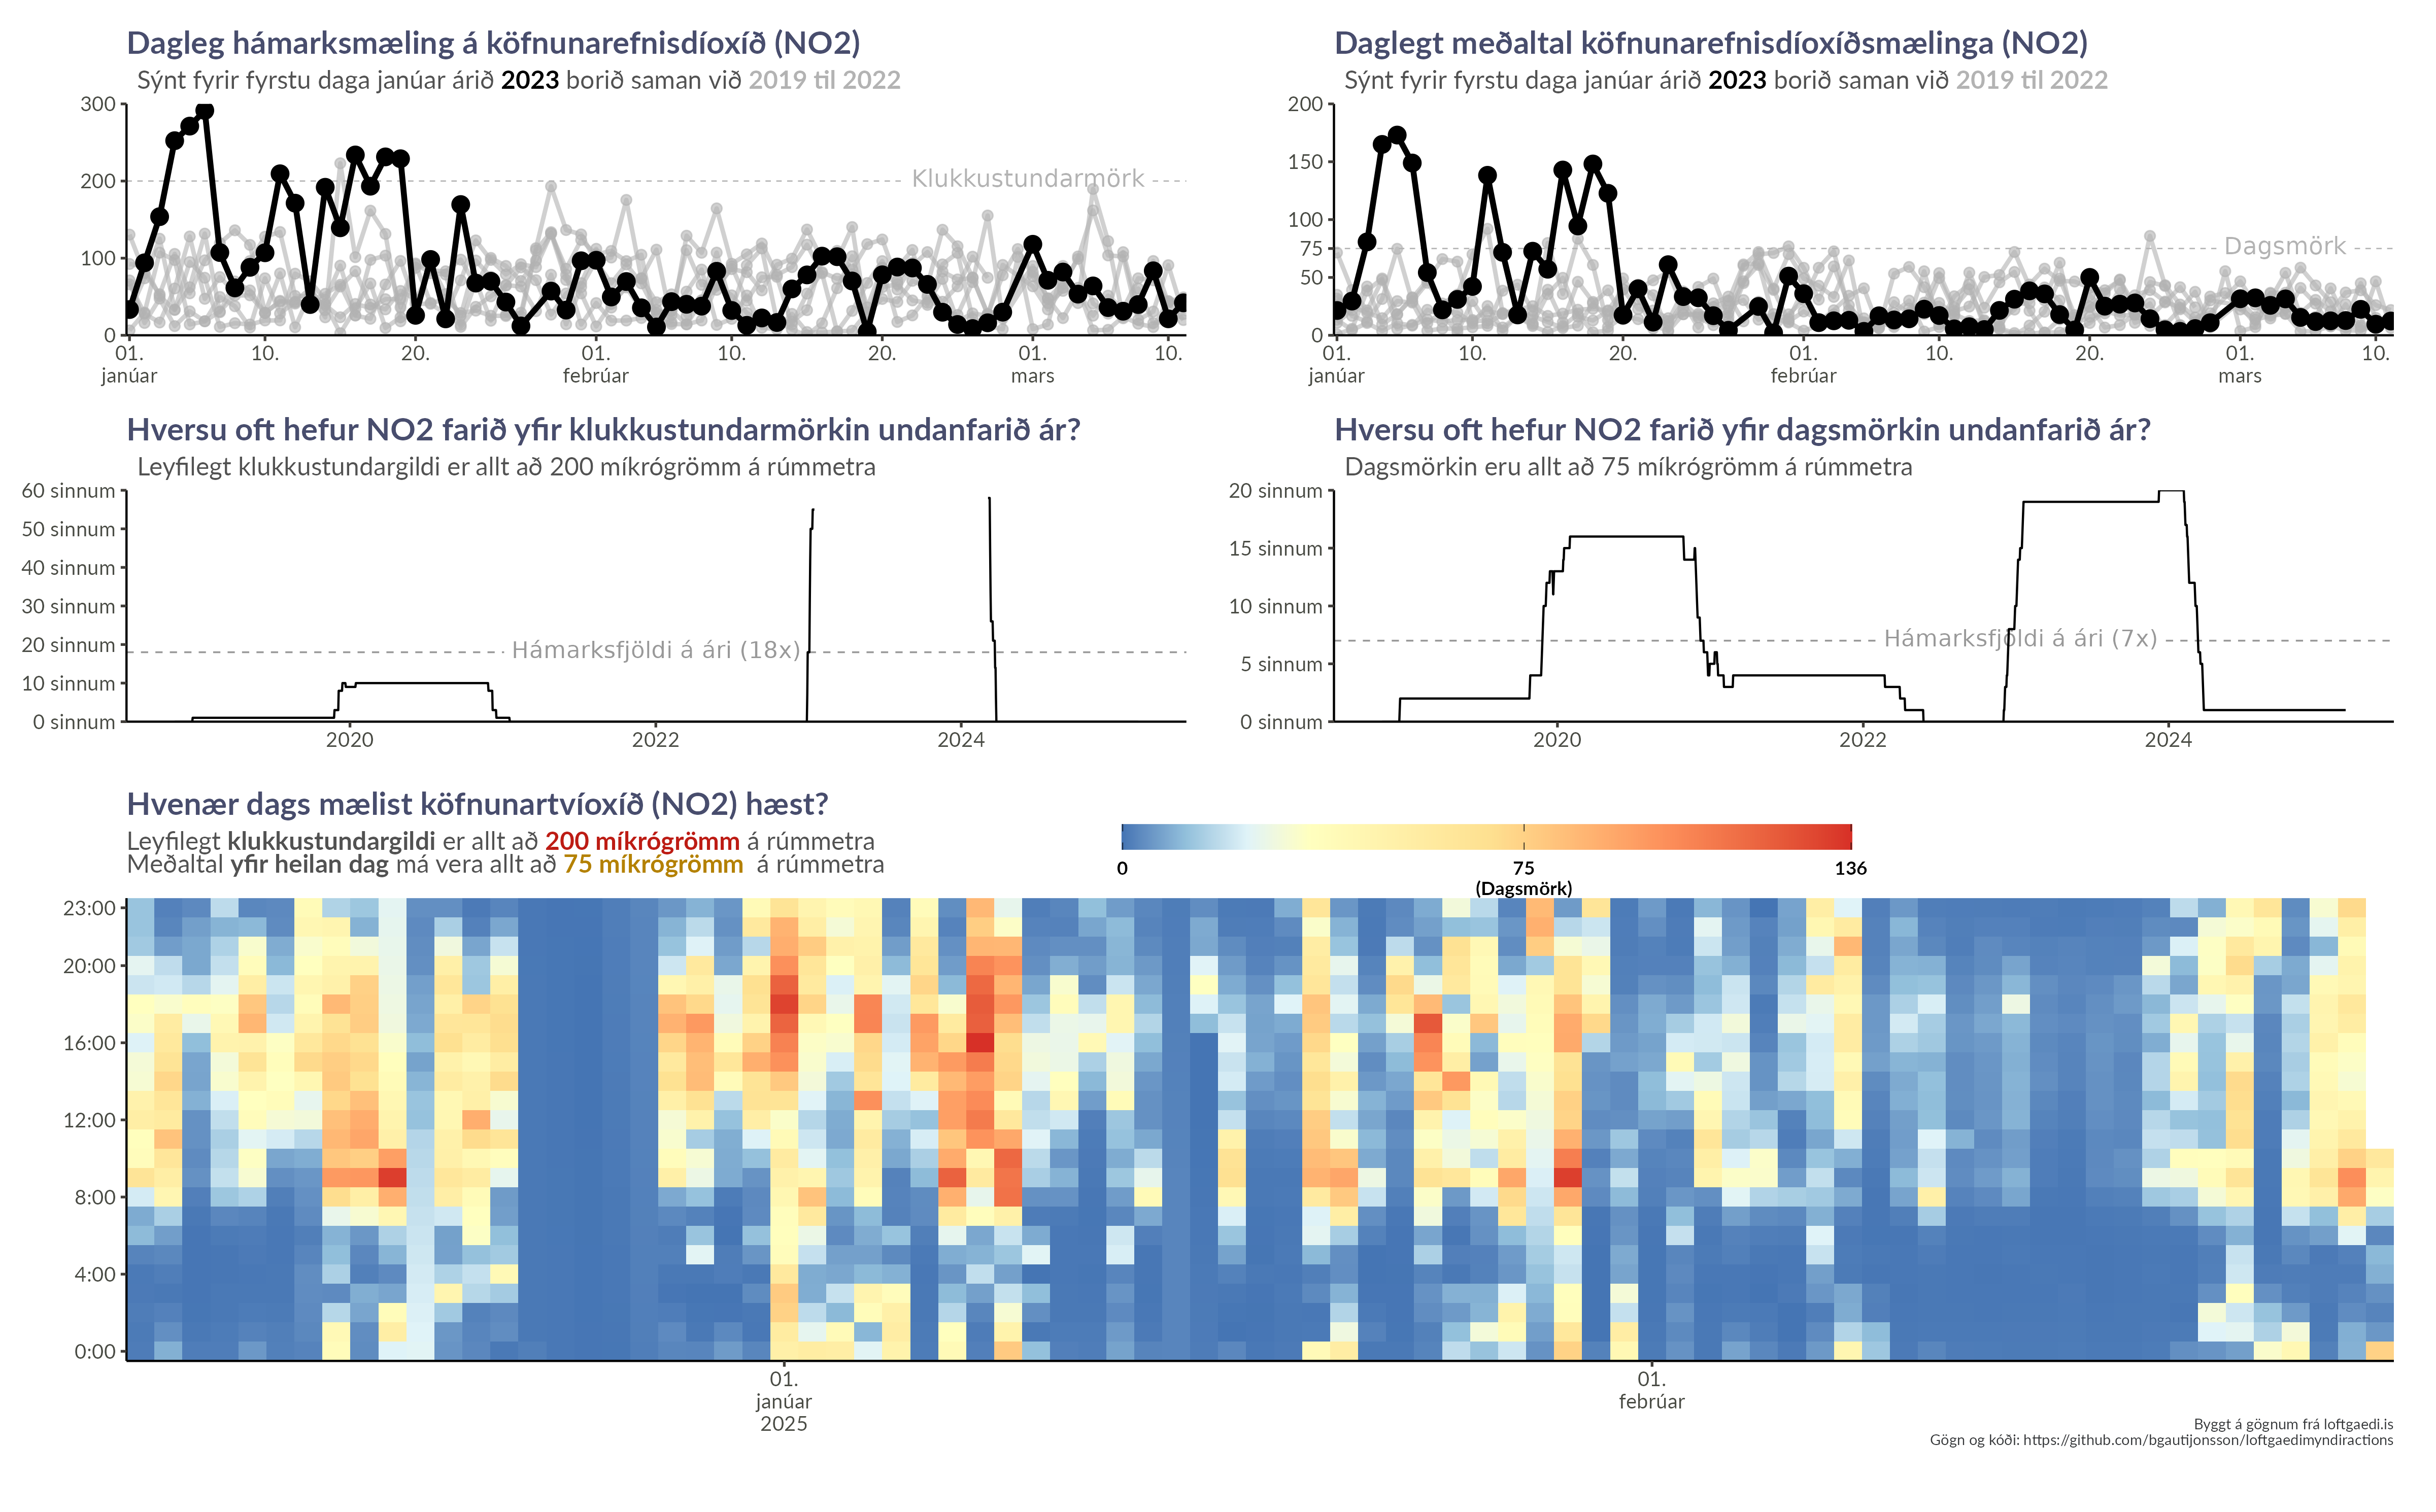 Dagleg hámarksmæling á köfnunarefnisdíoxíð (NO2)
Sýnt fyrir fyrstu daga janúar árið 2023 borið saman við 2019 til 2022
300
200
100
0
Klukkustundarmörk
01. 10. 20. 01. 10. 20. 01. 10.
janúar febrúar mars
Daglegt meðaltal köfnunarefnisdíoxíðsmælinga (NO2)
Sýnt fyrir fyrstu daga janúar árið 2023 borið saman við 2019 til 2022
200
150
100
75
50
0
Dagsmörk
01. 10. 20. 01. 10. 20. 01. 10.
janúar febrúar mars
Hversu oft hefur NO2 farið yfir klukkustundarmörkin undanfarið ár?
Leyfilegt klukkustundargildi er allt að 200 míkrógrömm á rúmmetra
60 sinnum
50 sinnum
40 sinnum
30 sinnum
20 sinnum
10 sinnum
0 sinnum
Hámarksfjöldi á ári (18x)
2020 2022 2024
Hversu oft hefur NO2 farið yfir dagsmörkin undanfarið ár?
Dagsmörkin eru allt að 75 míkrógrömm á rúmmetra
20 sinnum
15 sinnum
10 sinnum
5 sinnum
0 sinnum
Hámarksfjöldi á ári (7x)
2020 2022 2024
Hvenær dags mælist köfnunartvíoxíð (NO2) hæst?
Leyfilegt klukkustundargildi er allt að 200 míkrógrömm á rúmmetra
Meðaltal yfir heilan dag má vera allt að 75 míkrógrömm á rúmmetra
0 75 136
(Dagsmörk)
23:00
20:00
16:00
12:00
8:00
4:00
0:00
01. 01.
janúar febrúar
2025
Byggt á gögnum frá loftgaedi.is
Gögn og kóði: https://github.com/bgautijonsson/loftgaedimyndiractions